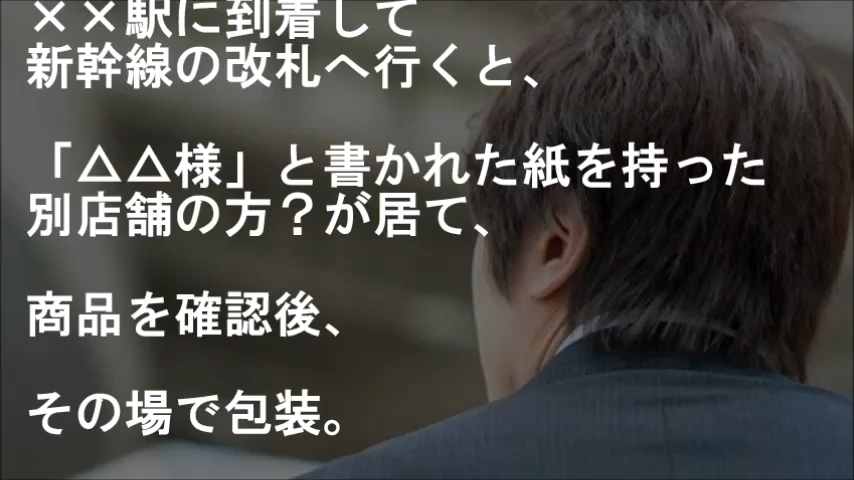 ××駅に到着して
新幹線の改札へ行くと、
「△△様」と書かれた紙を持った
別店舗の方？が居て、
商品を確認後、
その場で包装。